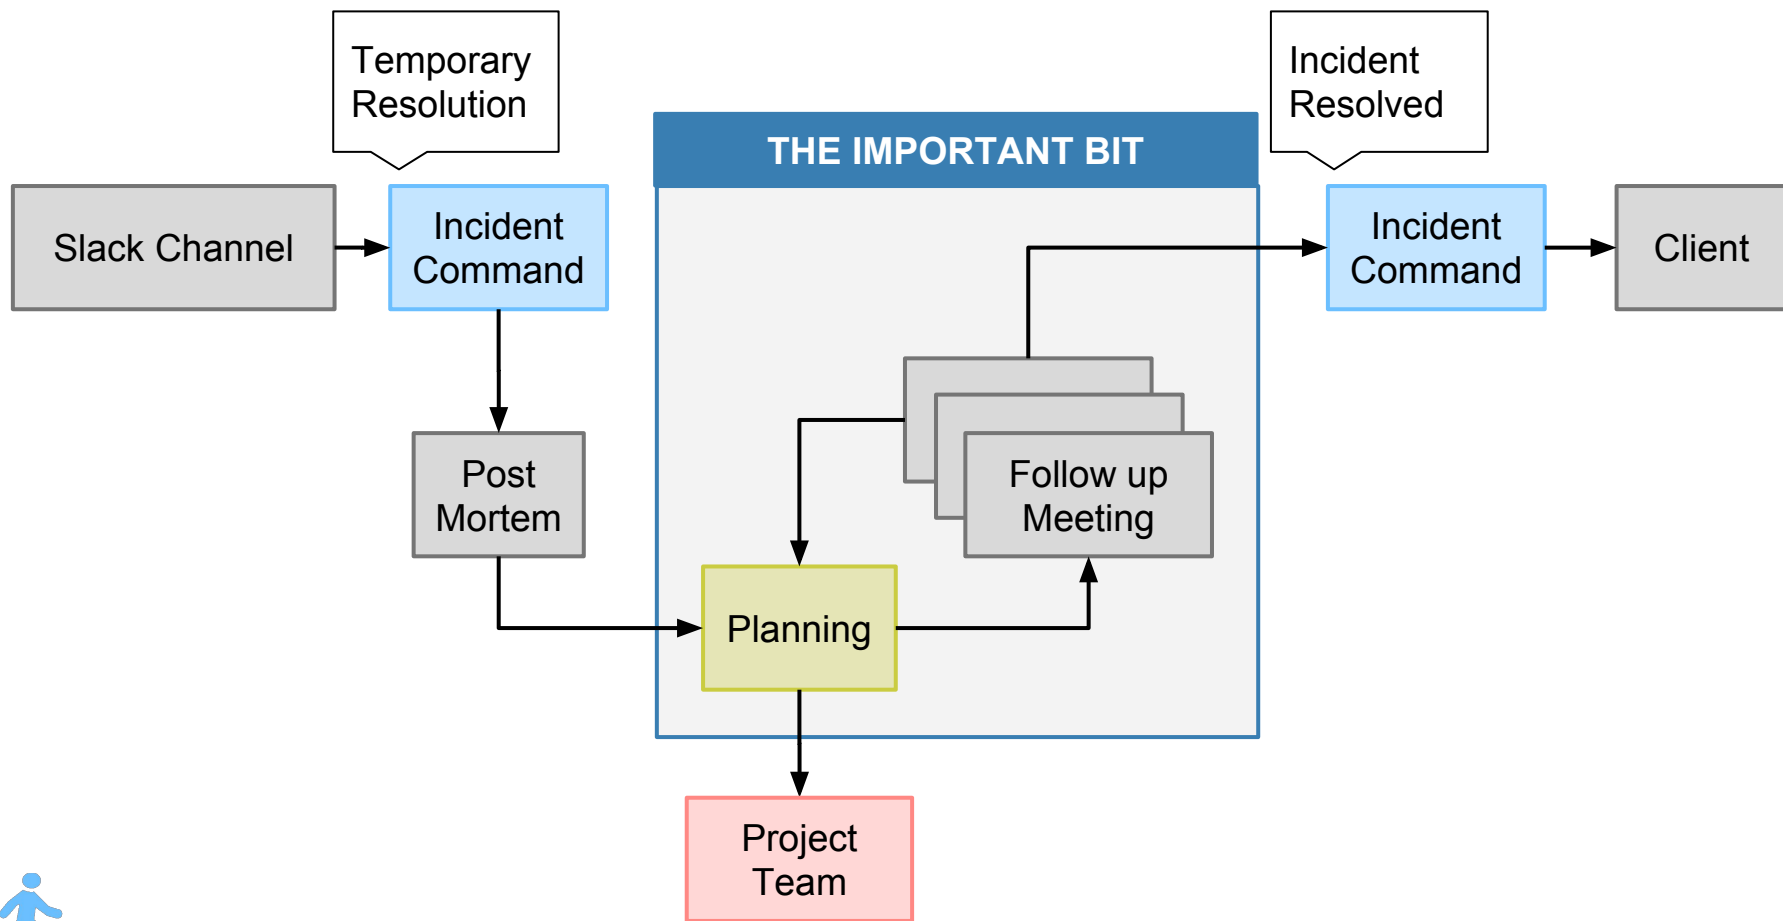 Temporary
Resolution
Incident
Resolved
THE IMPORTANT BIT
Slack Channel
Incident
Command
Incident
Command
Client
Post
Mortem
Follow up
Meeting
Planning
Project
Team